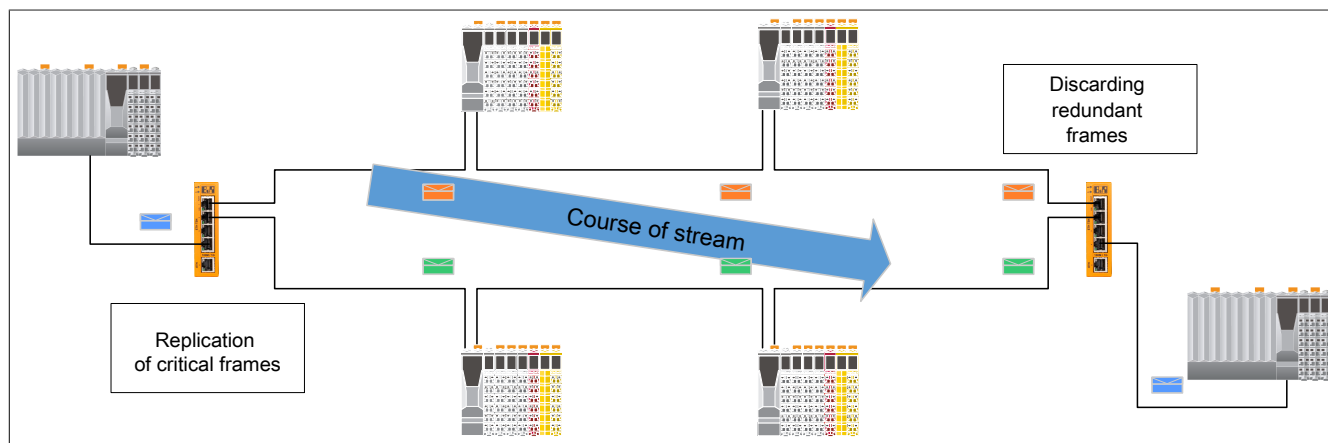 Discarding
redundant
frames
Course of stream
Replication
of critical frames